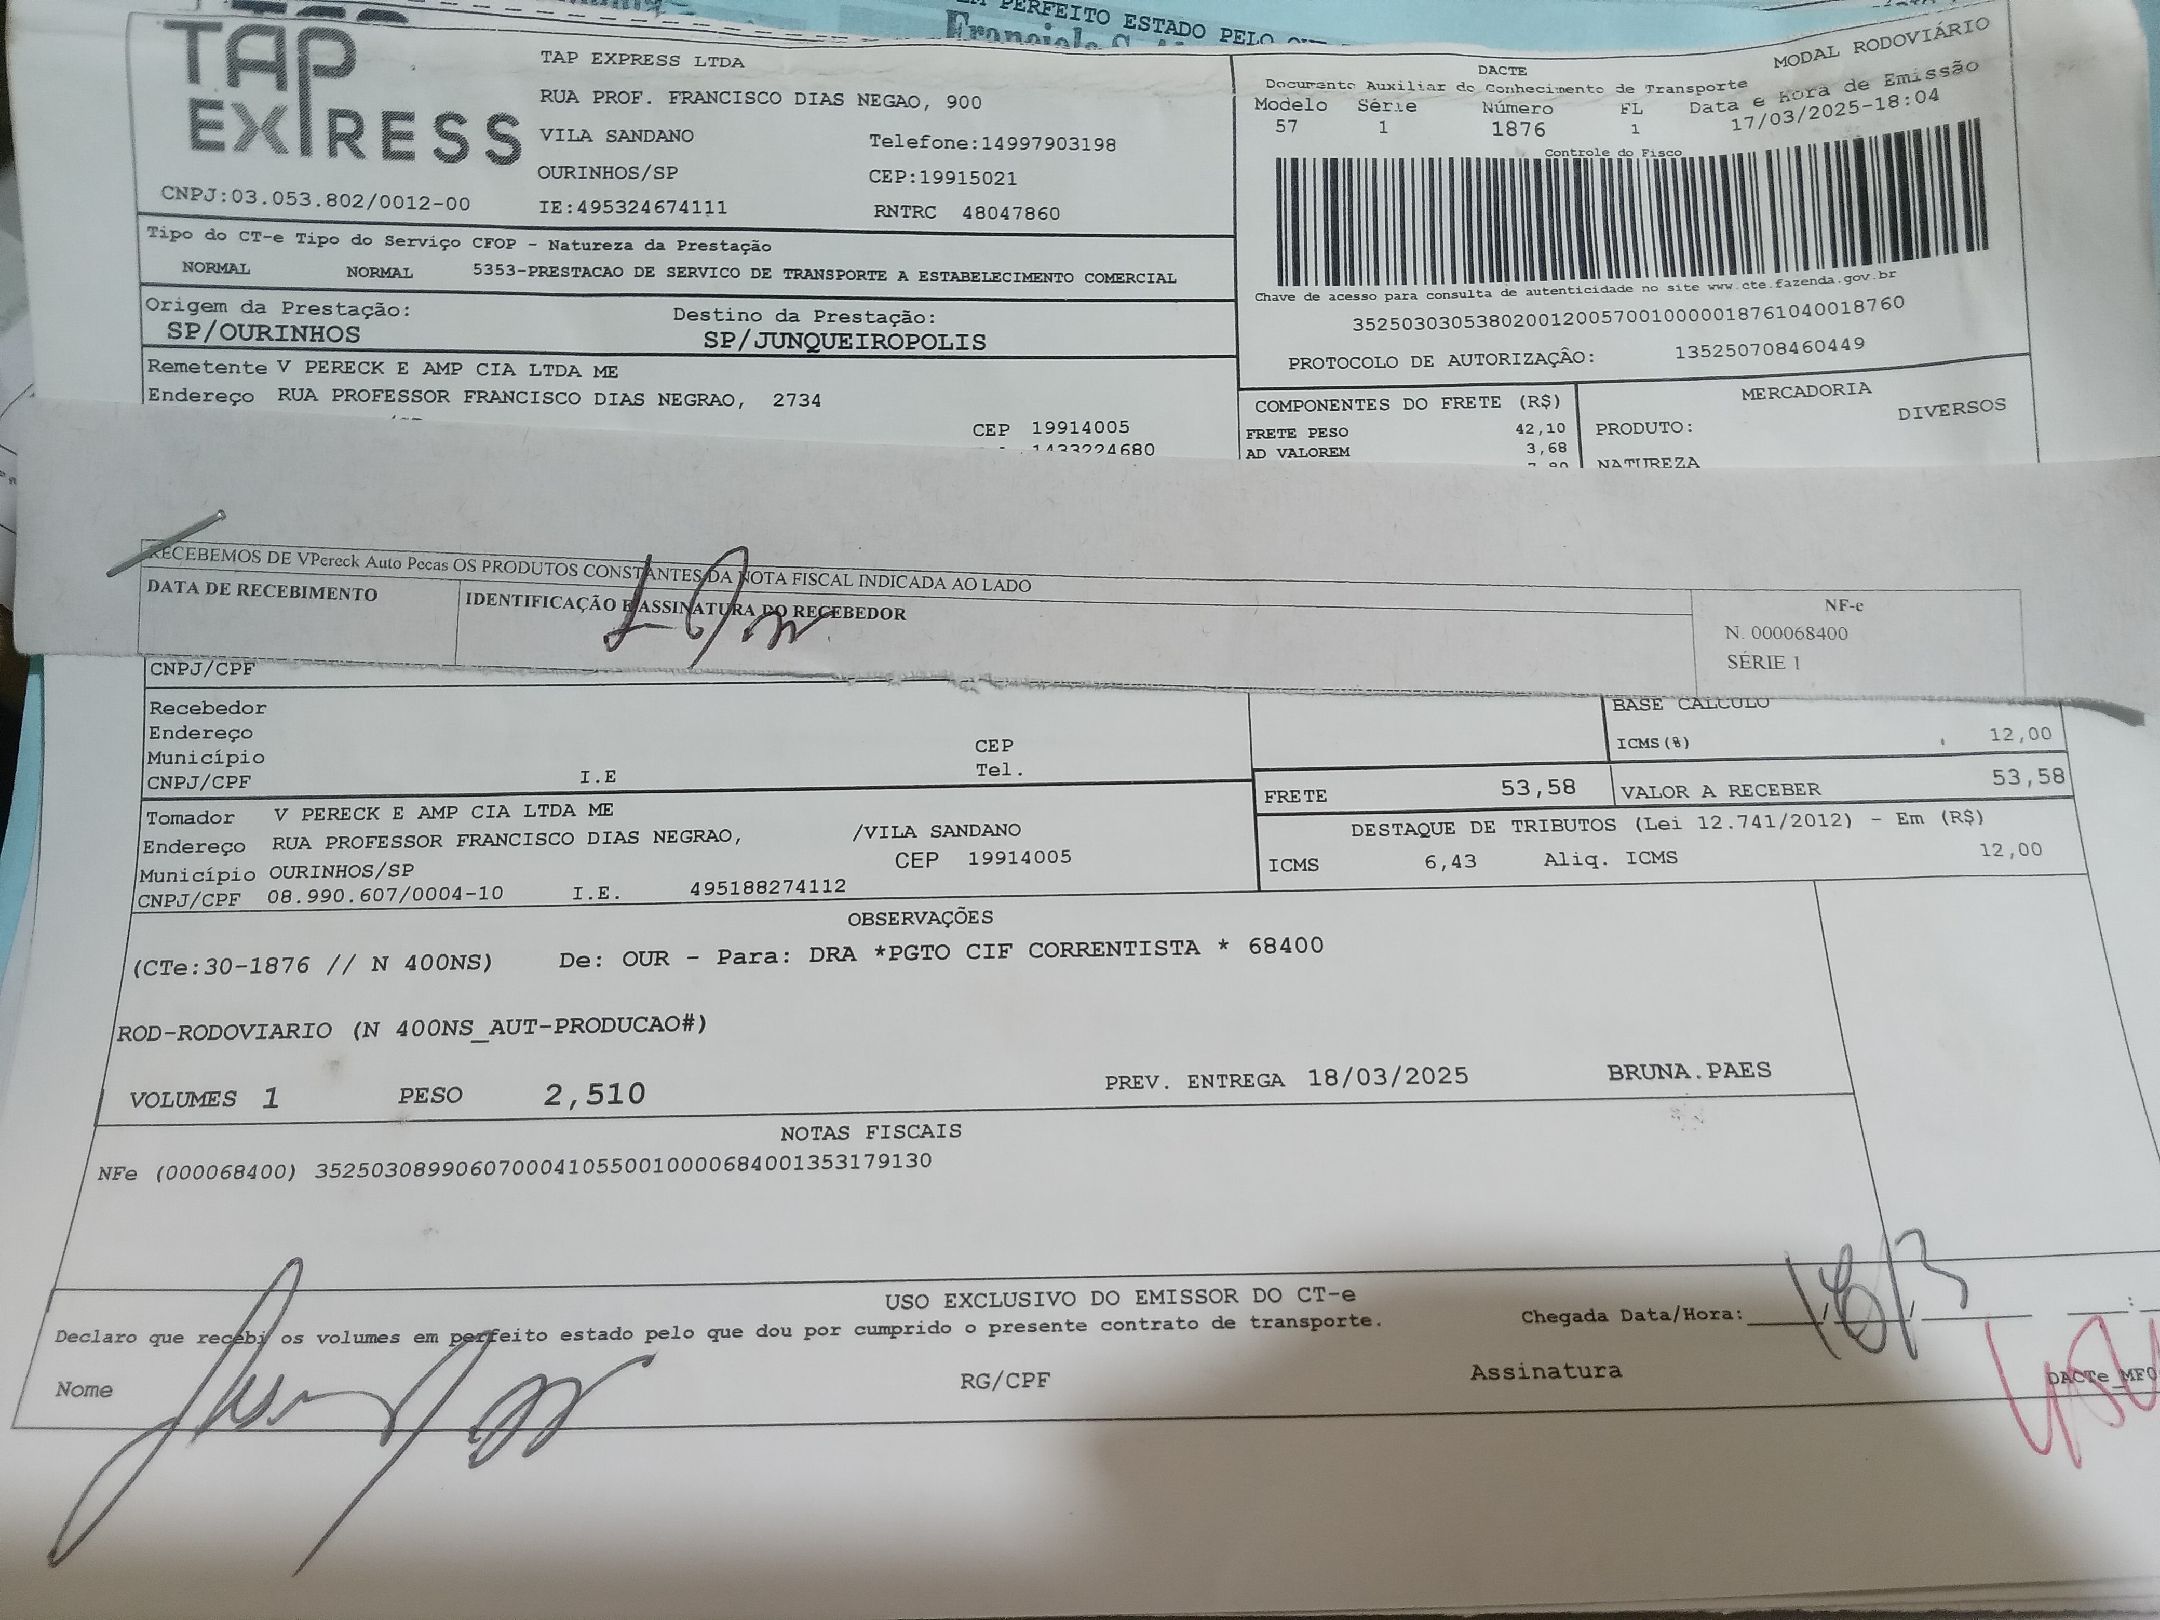 PERFEITO ESTADO PELO
TAP
EXPRESS
CNPJ:03.053.802/0012-00
TAP EXPRESS LTDA
RUA PROF. FRANCISCO DIAS NEGAO, 900
VILA SANDANO Telefone:14997903198
OURINHOS/SP CEP:19915021
IE:495324674111 RNTRC 48047860
DACTE MODAL RODOVIÁRIO
Documento Auxiliar do Conhecimento de Transporte
Modelo Série Número FL Data e Hora de Emissão
57 1 1876 1 17/03/2025-18:04
Controle do Fisco
Chave de acesso para consulta de autenticidade no site www.cte.fazenda.gov.br
35250303053802001200570010000018761040018760
PROTOCOLO DE AUTORIZAÇÃO: 135250708460449
Tipo do CT-e Tipo do Serviço CFOP - Natureza da Prestação
NORMAL NORMAL 5353-PRESTACAO DE SERVICO DE TRANSPORTE A ESTABELECIMENTO COMERCIAL
Origem da Prestação: Destino da Prestação:
SP/OURINHOS SP/JUNQUEIROPOLIS
Remetente V PERECK E AMP CIA LTDA ME
Endereço RUA PROFESSOR FRANCISCO DIAS NEGRAO, 2734
CEP 19914005
1433224680
COMPONENTES DO FRETE (R$)
FRETE PESO 42,10
AD VALOREM 3,68
MERCADORIA
PRODUTO: DIVERSOS
NATUREZA
RECEBEMOS DE VPereck Auto Pecas OS PRODUTOS CONSTANTES DA NOTA FISCAL INDICADA AO LADO
DATA DE RECEBIMENTO IDENTIFICAÇÃO E ASSINATURA DO RECEBEDOR
NF-e
N. 000068400
SÉRIE 1
CNPJ/CPF
Recebedor
Endereço
Município CEP
CNPJ/CPF I.E Tel.
BASE CALCULO
ICMS(%) 12,00
FRETE 53,58 VALOR A RECEBER 53,58
Tomador V PERECK E AMP CIA LTDA ME
Endereço RUA PROFESSOR FRANCISCO DIAS NEGRAO, /VILA SANDANO
Município OURINHOS/SP CEP 19914005
CNPJ/CPF 08.990.607/0004-10 I.E. 495188274112
DESTAQUE DE TRIBUTOS (Lei 12.741/2012) - Em (R$)
ICMS 6,43 Aliq. ICMS 12,00
OBSERVAÇÕES
(CTe:30-1876 // N 400NS) De: OUR - Para: DRA *PGTO CIF CORRENTISTA * 68400
ROD-RODOVIARIO (N 400NS_AUT-PRODUCAO#)
VOLUMES 1 PESO 2,510 PREV. ENTREGA 18/03/2025 BRUNA.PAES
NOTAS FISCAIS
NFe (000068400) 35250308990607000410550010000684001353179130
USO EXCLUSIVO DO EMISSOR DO CT-e
Declaro que recebi os volumes em perfeito estado pelo que dou por cumprido o presente contrato de transporte. Chegada Data/Hora: 18/3
Nome RG/CPF Assinatura